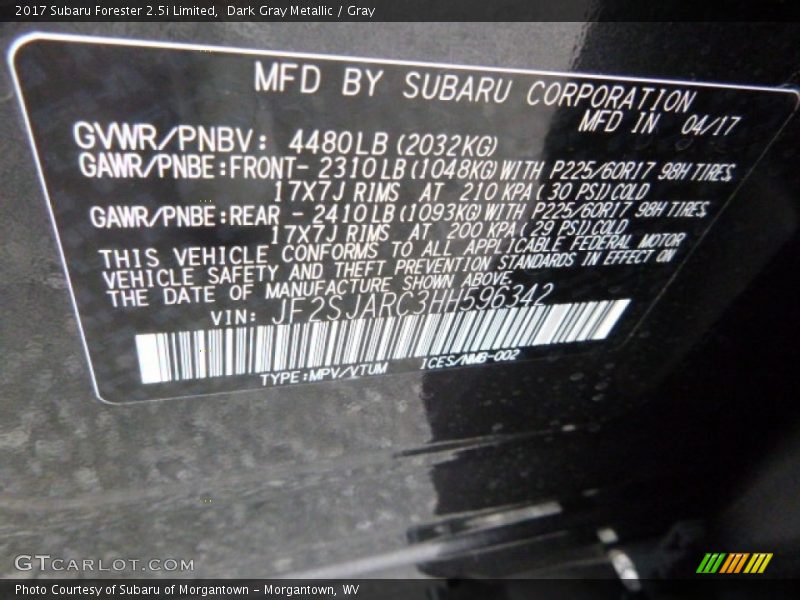 2017 Subaru Forester 2.5i Limited, Dark Gray Metallic / Gray
MFD BY SUBARU CORPORATION
MFD IN 04/17
GVWR/PNBV: 4480LB (2032KG)
GAWR/PNBE:FRONT- 2310LB (1048KG) WITH P225/60R17 98H TIRES,
17X7J RIMS AT 210 KPA (30 PSI) COLD
GAWR/PNBE:REAR - 2410LB (1093KG) WITH P225/60R17 98H TIRES,
17X7J RIMS AT 200 KPA (29 PSI) COLD
THIS VEHICLE CONFORMS TO ALL APPLICABLE FEDERAL MOTOR
VEHICLE SAFETY AND THEFT PREVENTION STANDARDS IN EFFECT ON
THE DATE OF MANUFACTURE SHOWN ABOVE.
VIN: JF2SJARC3HH596342
TYPE:MPV/VTUM ICES/NMB-002
GTCARLOT.COM
Photo Courtesy of Subaru of Morgantown - Morgantown, WV